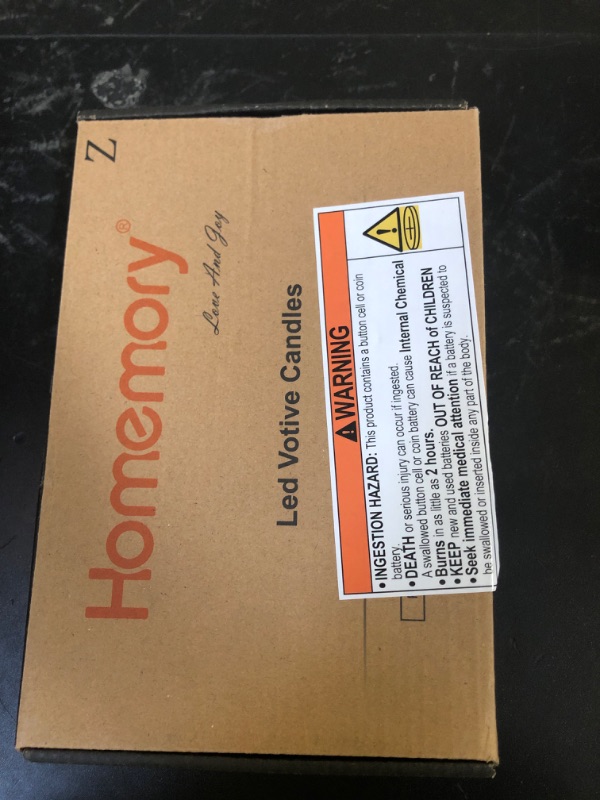 Z
Homemory®
Love And Joy
Led Votive Candles
WARNING
• INGESTION HAZARD: This product contains a button cell or coin
battery.
• DEATH or serious injury can occur if ingested.
A swallowed button cell or coin battery can cause Internal Chemical
• Burns in as little as 2 hours.
• KEEP new and used batteries OUT OF REACH of CHILDREN
• Seek immediate medical attention if a battery is suspected to
be swallowed or inserted inside any part of the body.